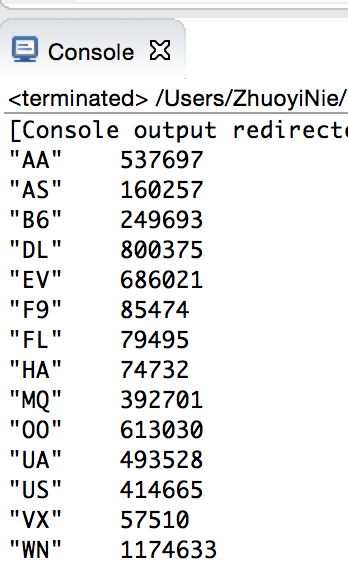 Console
<terminated> /Users/ZhuoyiNie/
[Console output redirecte
"AA" 537697
"AS" 160257
"B6" 249693
"DL" 800375
"EV" 686021
"F9" 85474
"FL" 79495
"HA" 74732
"MQ" 392701
"OO" 613030
"UA" 493528
"US" 414665
"VX" 57510
"WN" 1174633